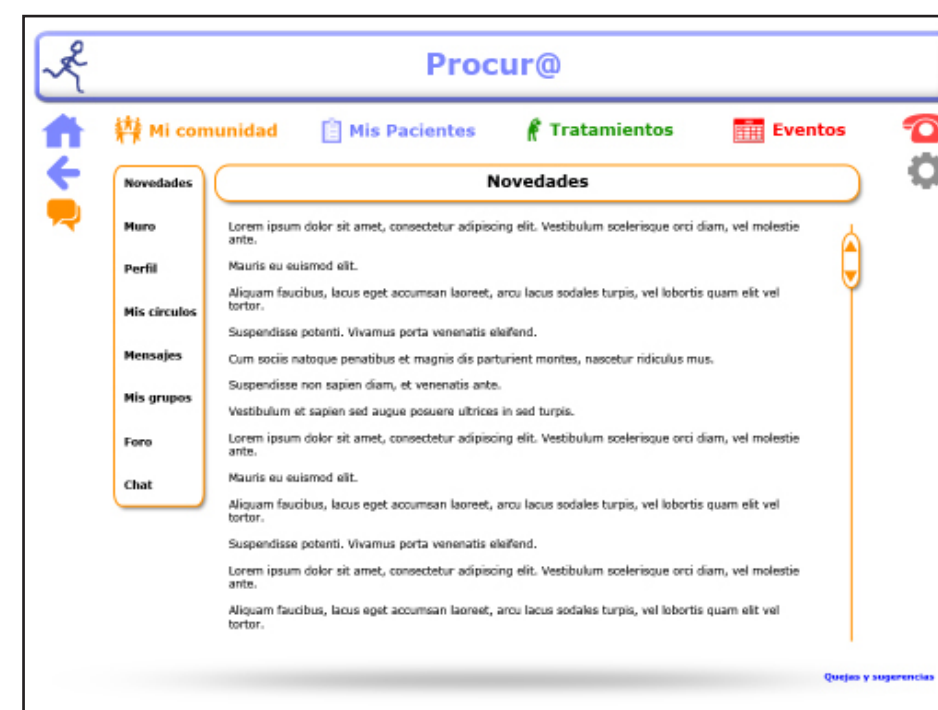 Procur@
Mi comunidad
Mis Pacientes
Tratamientos
Eventos
Novedades
Muro
Perfil
Mis circulos
Mensajes
Mis grupos
Foro
Chat
Novedades
Lorem ipsum dolor sit amet, consectetur adipiscing elit. Vestibulum scelerisque orci diam, vel molestie
ante.
Mauris eu euismod elit.
Aliquam faucibus, lacus eget accumsan laoreet, arcu lacus sodales turpis, vel lobortis quam elit vel
tortor.
Suspendisse potenti. Vivamus porta venenatis eleifend.
Cum sociis natoque penatibus et magnis dis parturient montes, nascetur ridiculus mus.
Suspendisse non sapien diam, et venenatis ante.
Vestibulum et sapien sed augue posuere ultrices in sed turpis.
Lorem ipsum dolor sit amet, consectetur adipiscing elit. Vestibulum scelerisque orci diam, vel molestie
ante.
Mauris eu euismod elit.
Aliquam faucibus, lacus eget accumsan laoreet, arcu lacus sodales turpis, vel lobortis quam elit vel
tortor.
Suspendisse potenti. Vivamus porta venenatis eleifend.
Lorem ipsum dolor sit amet, consectetur adipiscing elit. Vestibulum scelerisque orci diam, vel molestie
ante.
Aliquam faucibus, lacus eget accumsan laoreet, arcu lacus sodales turpis, vel lobortis quam elit vel
tortor.
Quejas y sugerencias